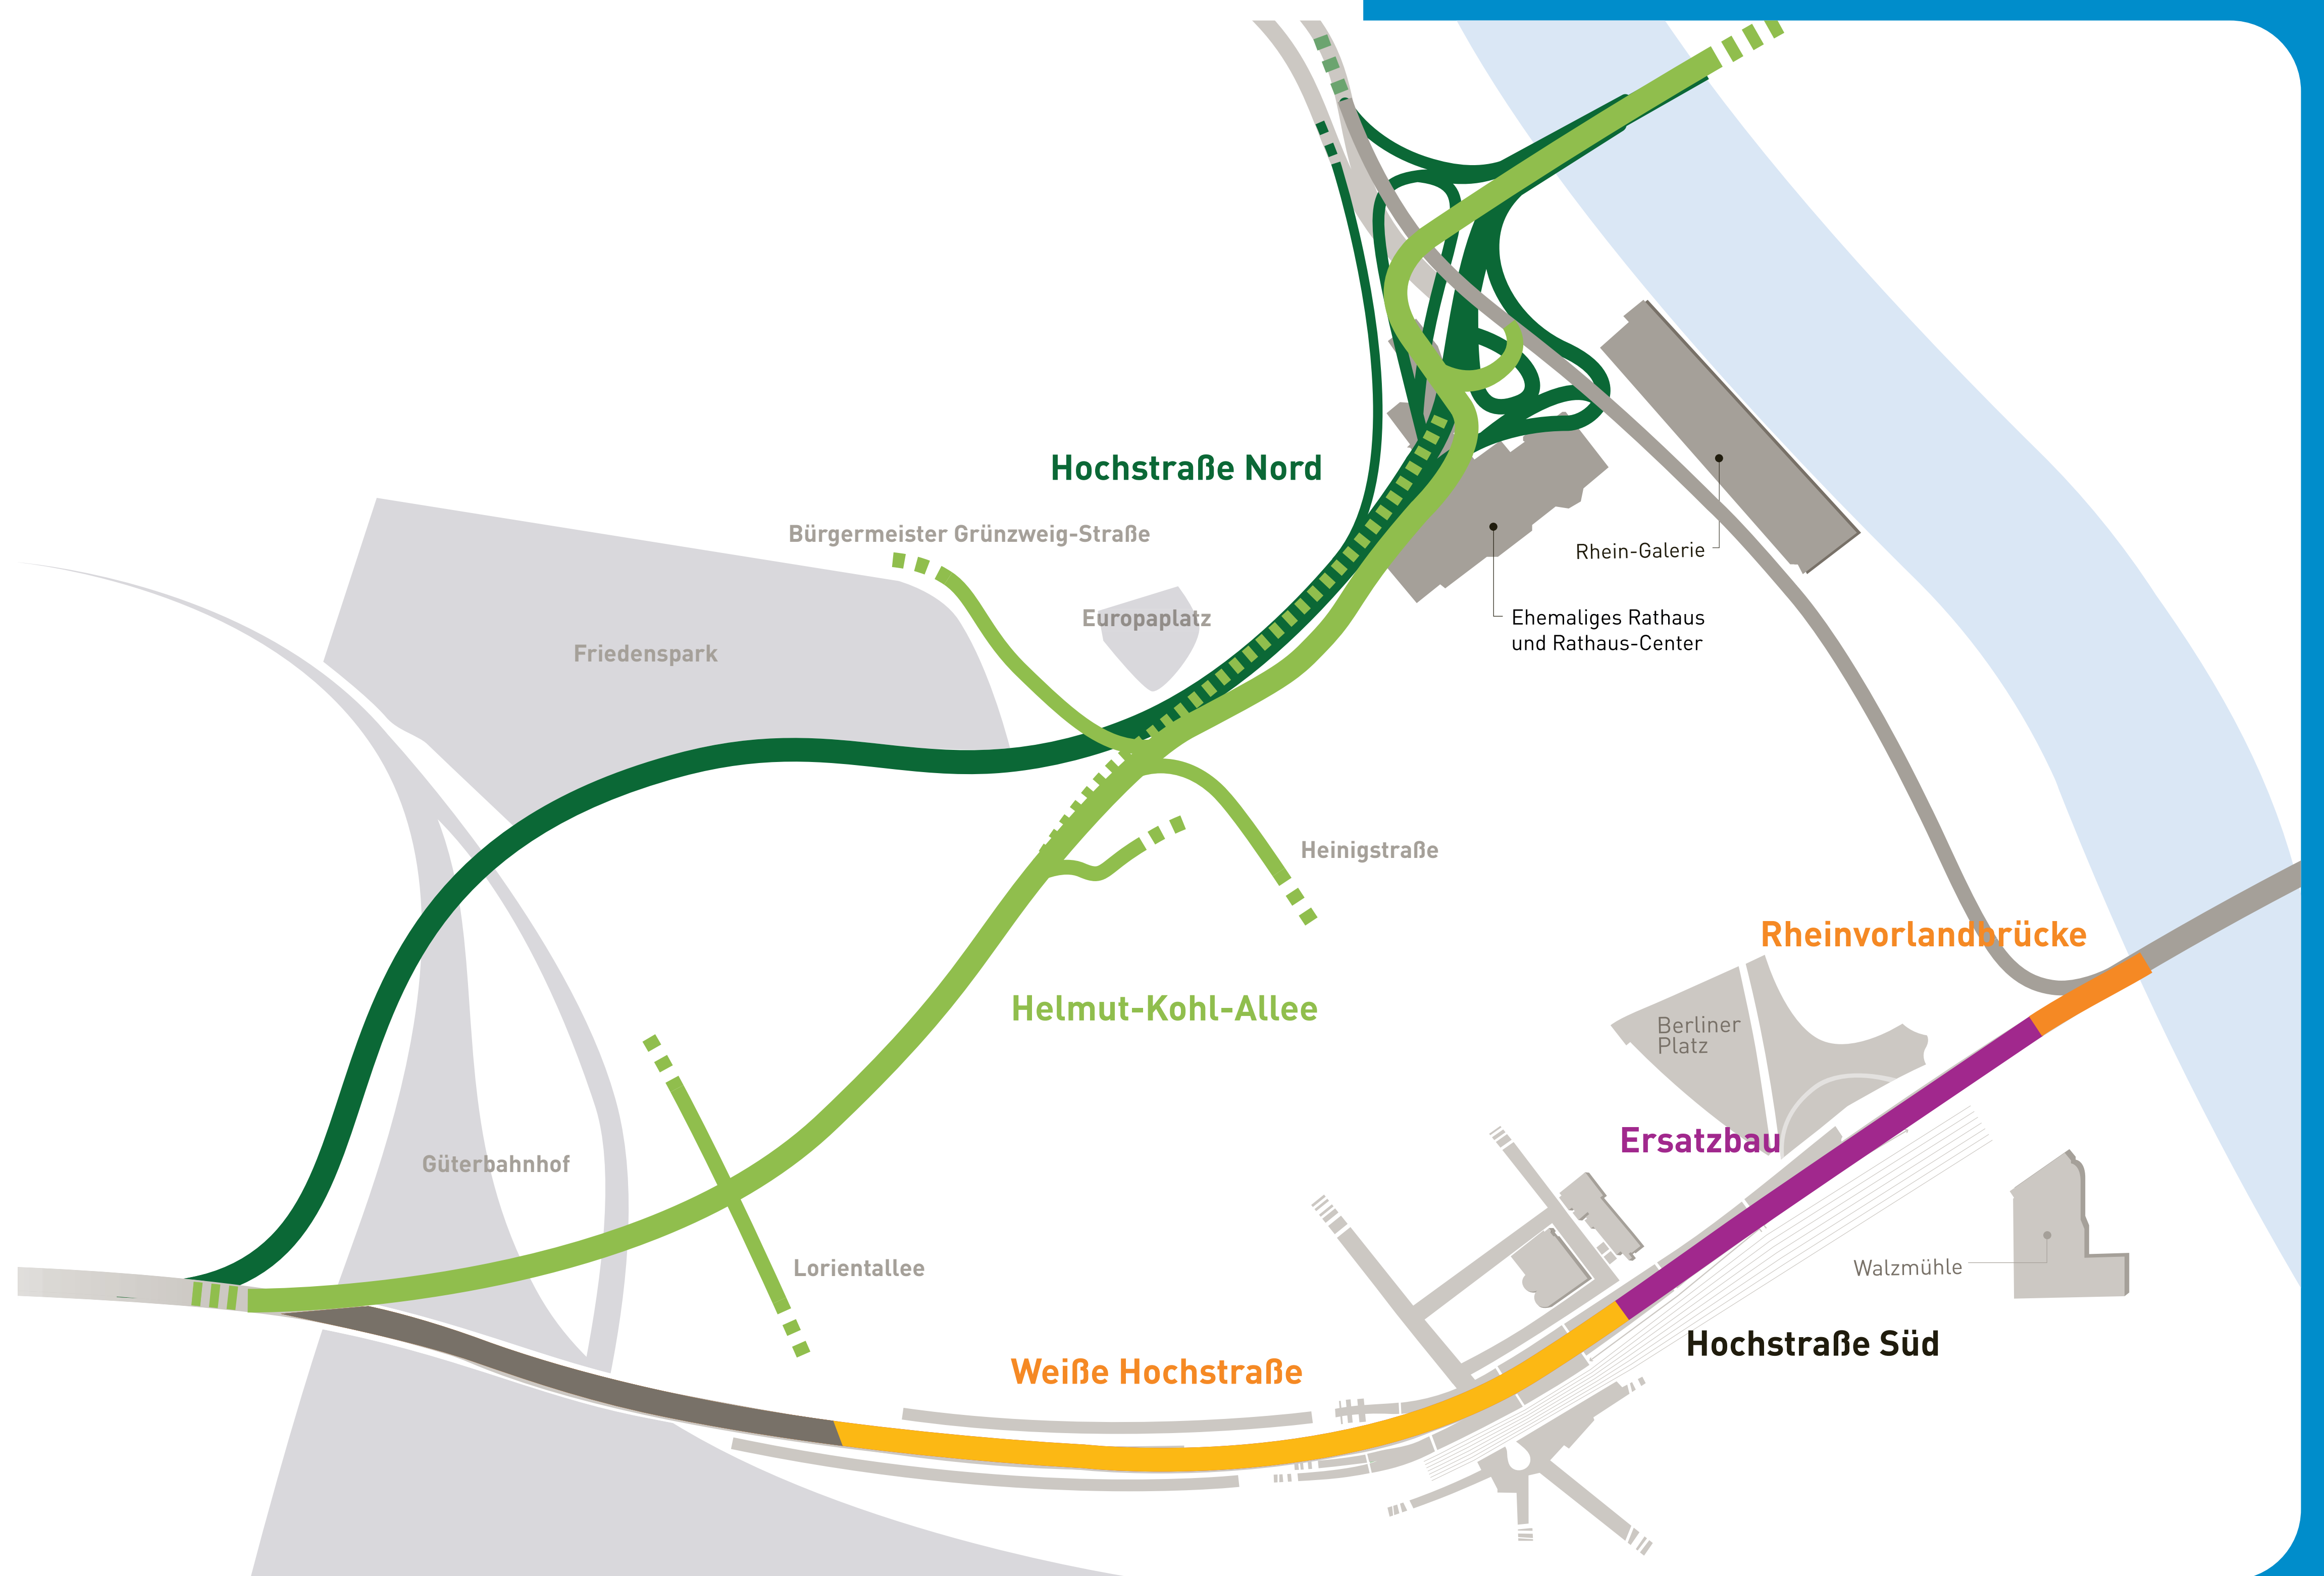 Hochstraße Nord
Bürgermeister Grünzweig-Straße
Rhein-Galerie
Europaplatz
Ehemaliges Rathaus
und Rathaus-Center
Friedenspark
Heinigstraße
Rheinvorlandbrücke
Helmut-Kohl-Allee
Berliner
Platz
Ersatzbau
Güterbahnhof
Lorientallee
Walzmühle
Hochstraße Süd
Weiße Hochstraße